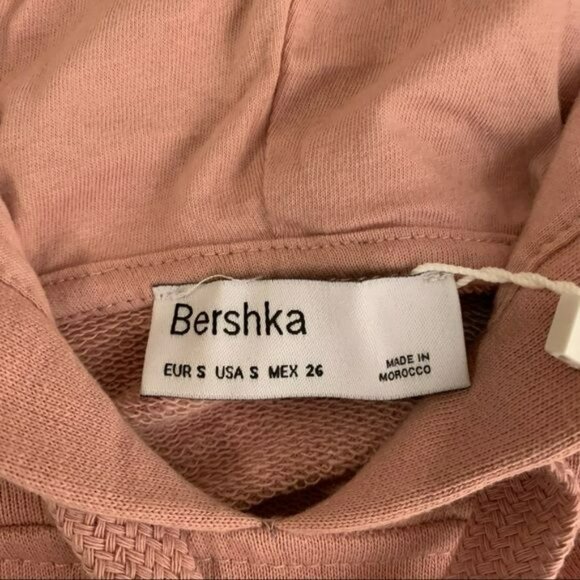 Bershka
EUR S USA S MEX 26
MADE IN
MOROCCO